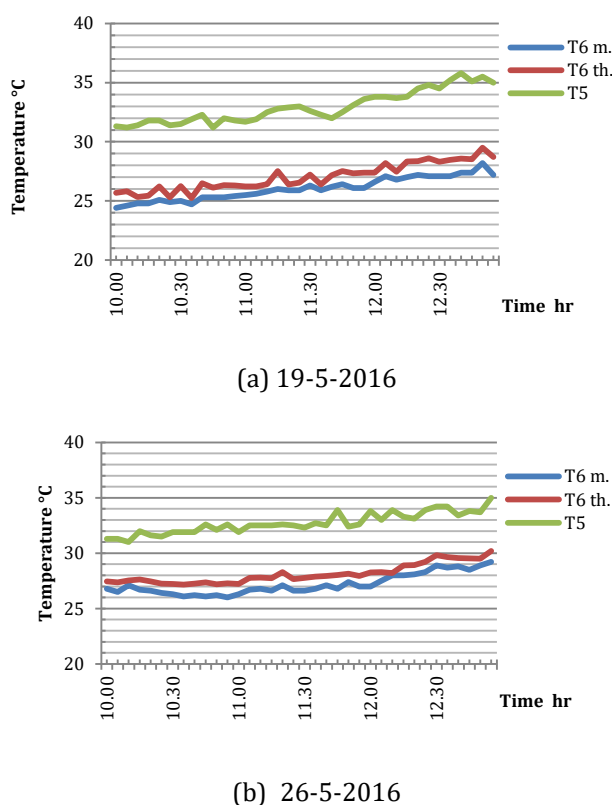 40
35
30
25
20
Temperature °C
10.00
10.30
11.00
11.30
12.00
12.30
Time hr
T6 m.
T6 th.
T5
(a) 19-5-2016
40
35
30
25
20
Temperature °C
10.00
10.30
11.00
11.30
12.00
12.30
Time hr
T6 m.
T6 th.
T5
(b) 26-5-2016